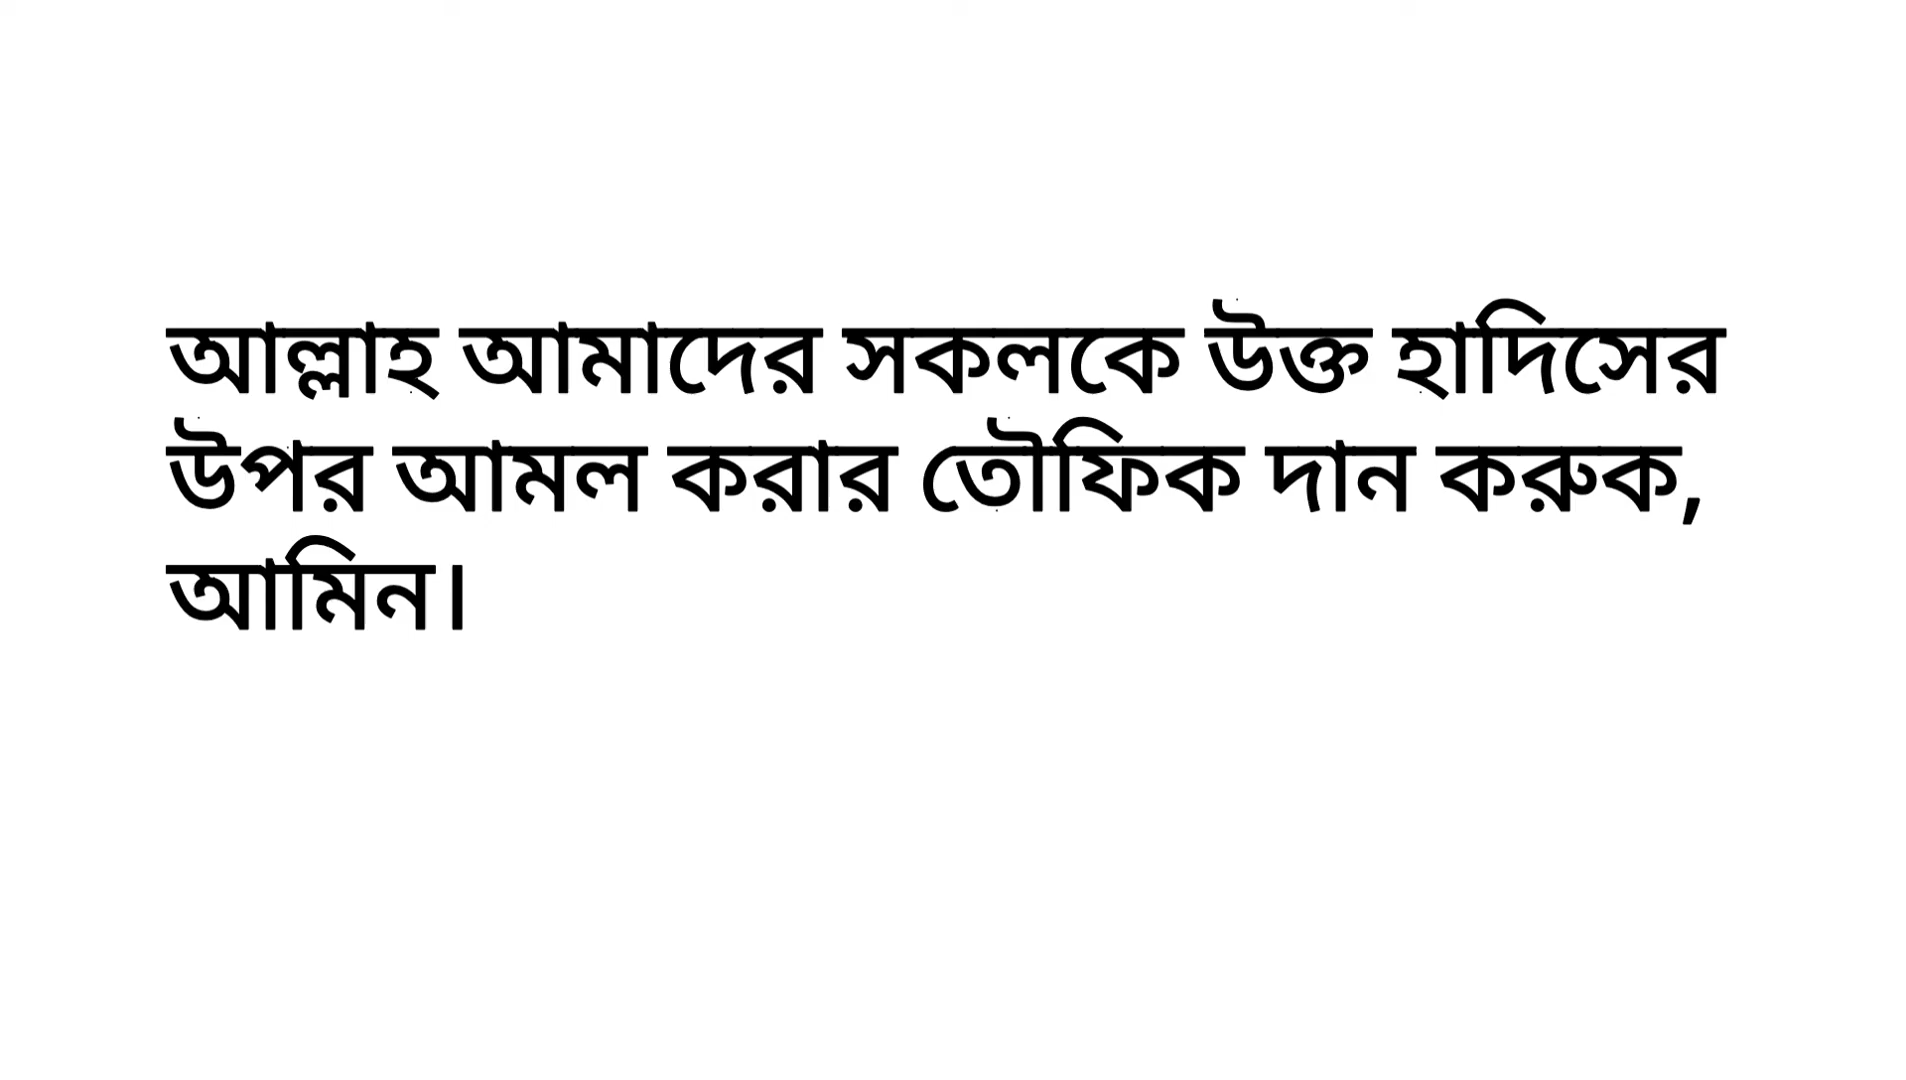 আল্লাহ আমাদের সকলকে উক্ত হাদিসের
উপর আমল করার তৌফিক দান করুক,
আমিন।